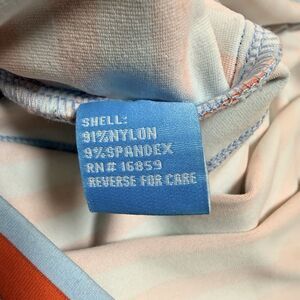 SHELL:
91%NYLON
9%SPANDEX
RN# 16859
REVERSE FOR CARE